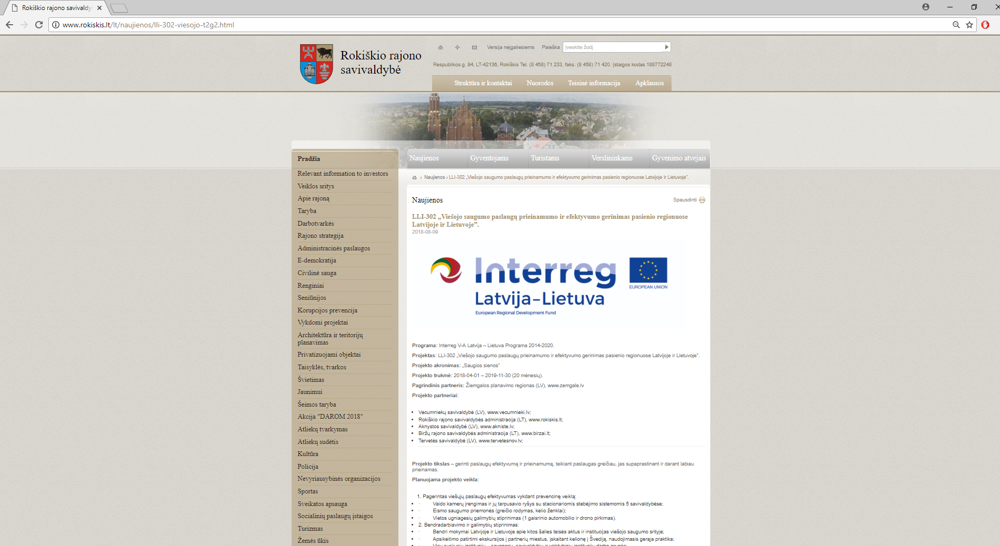 Rokiškio rajono savivaldy
www.rokiskis.lt/lt/naujienos/lli-302-viesojo-t2g2.html
Rokiškio rajono
savivaldybė
Versija neįgaliesiems
Paieška
Įveskite žodį
Respublikos g. 94, LT-42136, Rokiškis Tel. (8 458) 71 233, faks. (8 458) 71 420. Įstaigos kodas 188772248
Struktūra ir kontaktai
Nuorodos
Teisinė informacija
Apklausos
Pradžia
Relevant information to investors
Veiklos sritys
Apie rajoną
Taryba
Darbotvarkės
Rajono strategija
Administracinės paslaugos
E-demokratija
Civilinė sauga
Renginiai
Seniūnijos
Korupcijos prevencija
Vykdomi projektai
Architektūra ir teritorijų
planavimas
Privatizuojami objektai
Taisyklės, tvarkos
Švietimas
Jaunimui
Šeimos taryba
Akcija "DAROM 2018"
Atliekų tvarkymas
Atliekų sudėtis
Kultūra
Policija
Nevyriausybinės organizacijos
Sportas
Sveikatos apsauga
Socialinių paslaugų įstaigos
Turizmas
Žemės ūkis
Naujienos
Gyventojams
Turistams
Verslininkams
Gyvenimo atvejais
› Naujienos › LLI-302 „Viešojo saugumo paslaugų prieinamumo ir efektyvumo gerinimas pasienio regionuose Latvijoje ir Lietuvoje”.
Naujienos
Spausdinti
LLI-302 „Viešojo saugumo paslaugų prieinamumo ir efektyvumo gerinimas pasienio regionuose
Latvijoje ir Lietuvoje”.
2018-08-09
Interreg
EUROPEAN UNION
Latvija-Lietuva
European Regional Development Fund
Programa: Interreg V-A Latvija – Lietuva Programa 2014-2020.
Projektas: LLI-302 „Viešojo saugumo paslaugų prieinamumo ir efektyvumo gerinimas pasienio regionuose Latvijoje ir Lietuvoje”.
Projekto akronimas: „Saugios sienos”
Projekto trukmė: 2018-04-01 – 2019-11-30 (20 mėnesių).
Pagrindinis partneris: Žiemgalos planavimo regionas (LV), www.zemgale.lv
Projekto partneriai:
• Vecumniekų savivaldybė (LV), www.vecumnieki.lv;
• Rokiškio rajono savivaldybės administracija (LT), www.rokiskis.lt;
• Aknystos savivaldybė (LV), www.akniste.lv;
• Biržų rajono savivaldybės administracija (LT), www.birzai.lt;
• Tervetės savivaldybė (LV), www.tervetesnov.lv;
Projekto tikslas – gerinti paslaugų efektyvumą ir prieinamumą, teikiant paslaugas greičiau, jas supaprastinant ir darant labiau
prieinamas.
Planuojama projekto veikla:
1. Pagerintas viešųjų paslaugų efektyvumas vykdant prevencinę veiklą:
• · Vaido kamerų įrengimas ir jų tarpusavio ryšys su stacionariomis stebėjimo sistemomis 5 savivaldybėse;
• · Eismo saugumo priemonės (greičio rodymas, kelio ženklai);
• · Vietos ugniagesių galimybių stiprinimas (1 gaisrinio automobilio ir drono pirkimas).
• 2. Bendradarbiavimo ir galimybių stiprinimas:
• · Bendri mokymai Latvijoje ir Lietuvoje apie kitos šalies teisės aktus ir institucijas viešojo saugumo srityje;
• · Apsikeitimo patirtimi ekskursijos į partnerių miestus, įskaitant kelionę į Švediją, naudojimasis gerąja praktika;